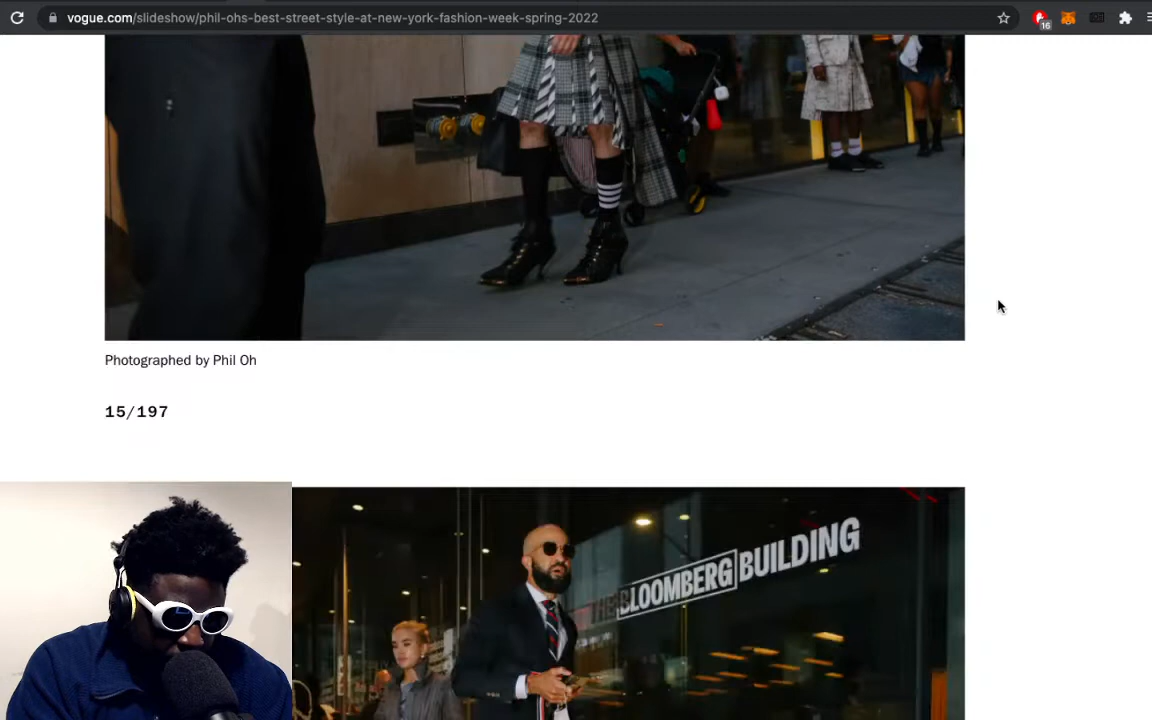 vogue.com/slideshow/phil-ohs-best-street-style-at-new-york-fashion-week-spring-2022
16
Photographed by Phil Oh
15/197
THE BLOOMBERG BUILDING